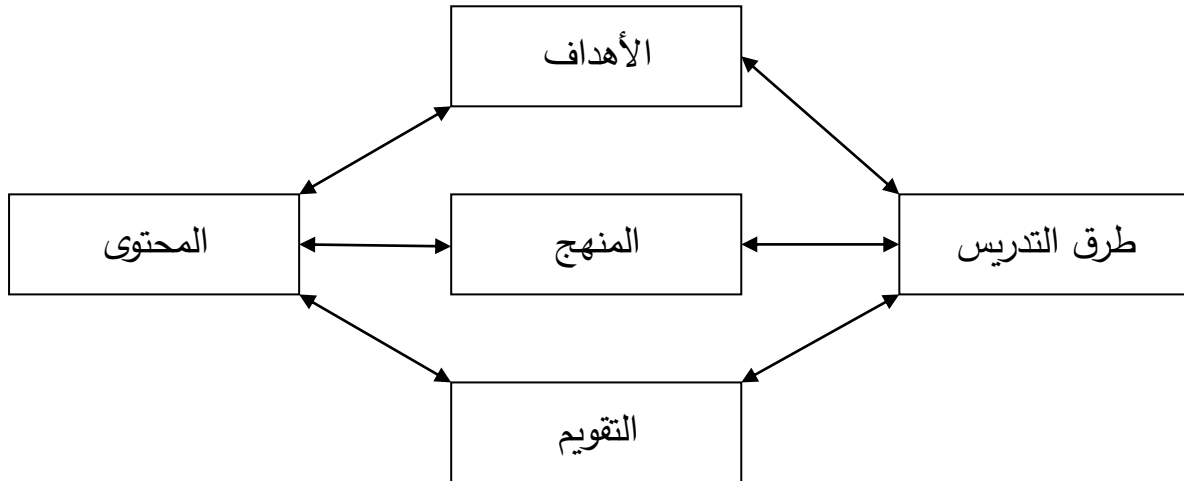 الأهداف
طرق التدريس
المنهج
المحتوى
التقويم